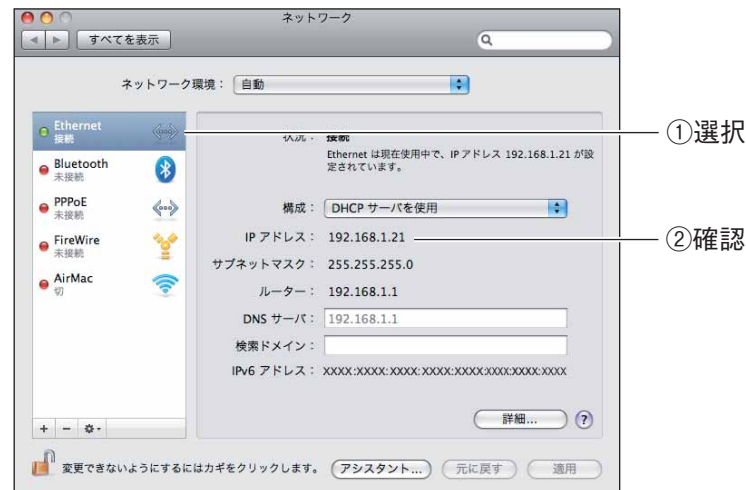 ネットワーク
すべてを表示
ネットワーク環境： 自動
Ethernet
接続
Bluetooth
未接続
PPPoE
未接続
FireWire
未接続
AirMac
切
状況： 接続
Ethernet は現在使用中で、IP アドレス 192.168.1.21 が設
定されています。
構成： DHCP サーバを使用
IP アドレス： 192.168.1.21
サブネットマスク： 255.255.255.0
ルーター： 192.168.1.1
DNS サーバ： 192.168.1.1
検索ドメイン：
IPv6 アドレス： XXXX:XXXX:XXXX:XXXX:XXXX:XXXX:XXXX:XXXX
詳細... ?
+ −
変更できないようにするにはカギをクリックします。 アシスタント... 元に戻す 適用
①選択
②確認